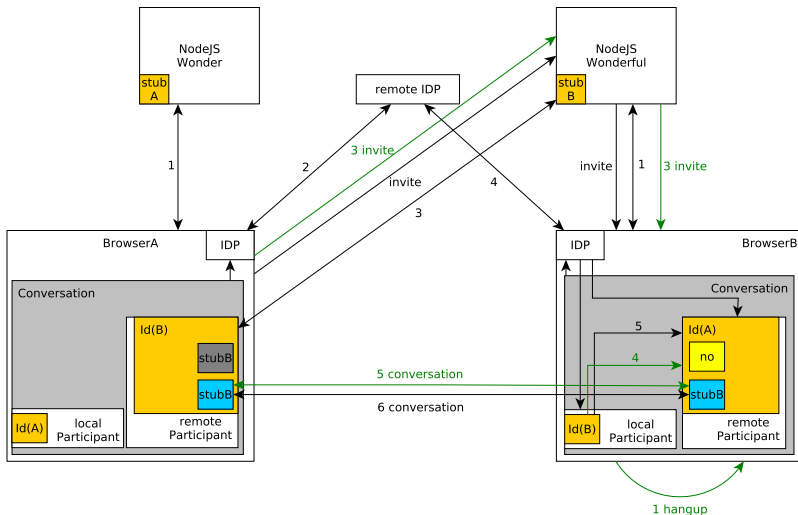 NodeJS
Wonder
stub
A
remote IDP
NodeJS
Wonderful
stub
B
1
2
3 invite
invite
3
4
invite
1
3 invite
BrowserA
IDP
IDP
BrowserB
Conversation
Id(B)
stubB
stubB
Id(A)
local
Participant
remote
Participant
5 conversation
6 conversation
Conversation
5
4
Id(A)
no
stubB
Id(B)
local
Participant
remote
Participant
1 hangup